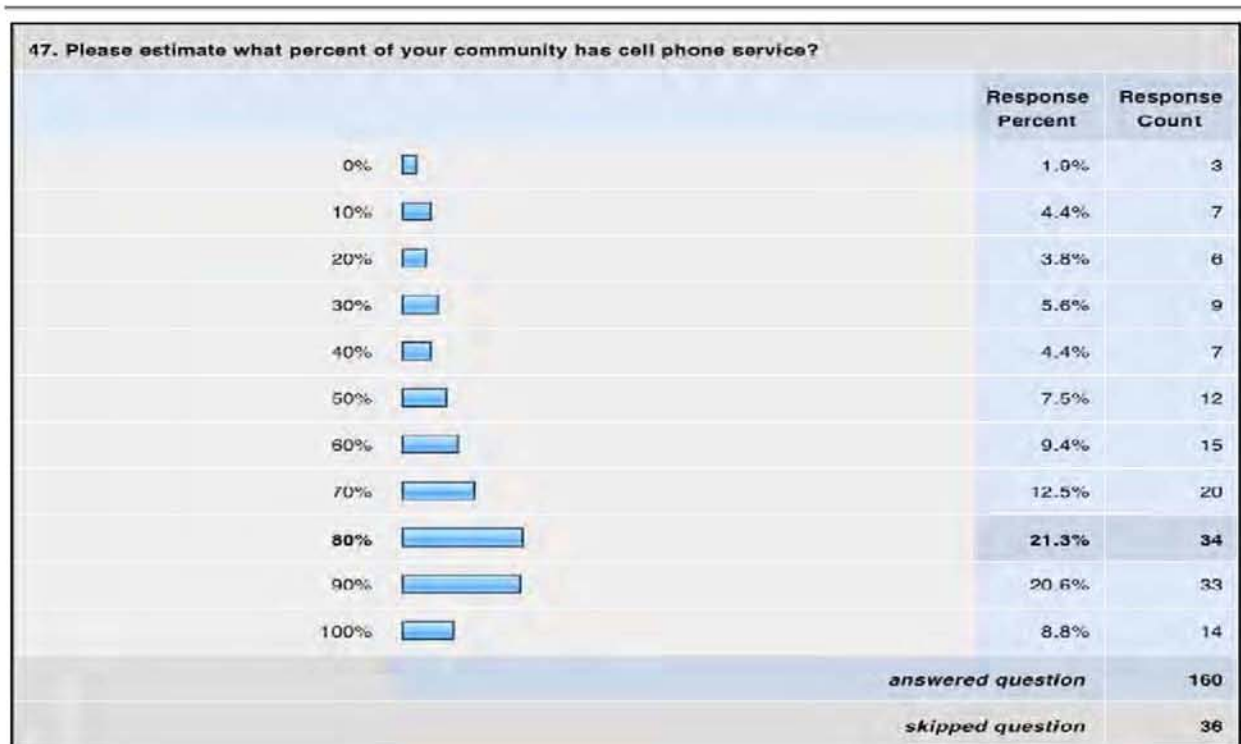 47. Please estimate what percent of your community has cell phone service?
Response Percent Response Count
0% 1.9% 3
10% 4.4% 7
20% 3.8% 6
30% 5.6% 9
40% 4.4% 7
50% 7.5% 12
60% 9.4% 15
70% 12.5% 20
80% 21.3% 34
90% 20.6% 33
100% 8.8% 14
answered question 160
skipped question 36